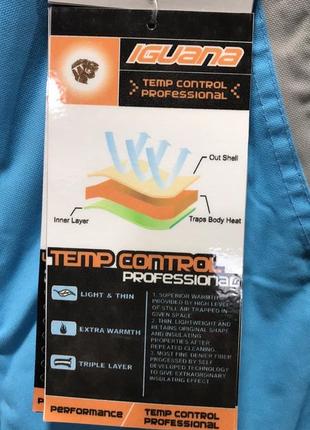 IGUANA
TEMP CONTROL
PROFESSIONAL
Out Shell
Inner Layer
Traps Body Heat
TEMP CONTROL
PROFESSIONAL
LIGHT & THIN
EXTRA WARMTH
TRIPLE LAYER
1. SUPERIOR WARMTH
PROVIDED BY HIGH LEVEL
OF STILL AIR TRAPPED IN
GIVEN SPACE
2. THIN, LIGHTWEIGHT AND
RETAINS ORIGINAL SHAPE
AND INSULATING
PROPERTIES AFTER
REPEATED CLEANING.
3. MOST FINE DENIER FIBER
PROCESSED BY SELF
DEVELOPED TECHNOLOGY
TO GIVE EXTRAORDINARY
INSULATING EFFECT
PERFORMANCE / TEMP CONTROL
PROFESSIONAL